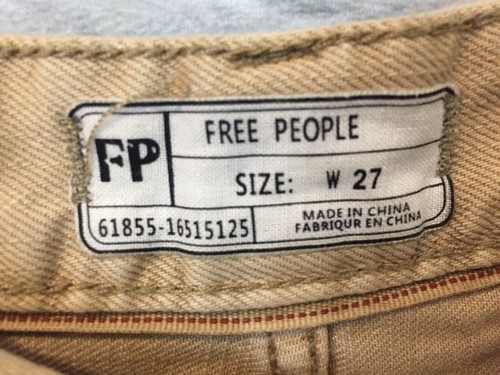 FP
FREE PEOPLE
SIZE: W 27
61855-16515125
MADE IN CHINA
FABRIQUR EN CHINA